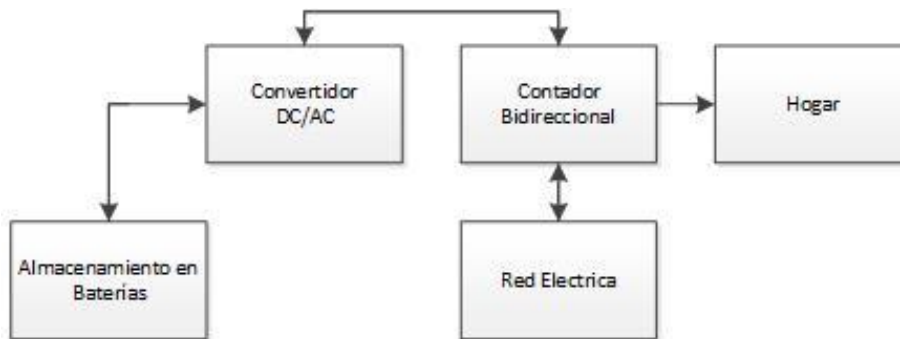 Convertidor
DC/AC
Contador
Bidireccional
Hogar
Almacenamiento en
Baterías
Red Electrica